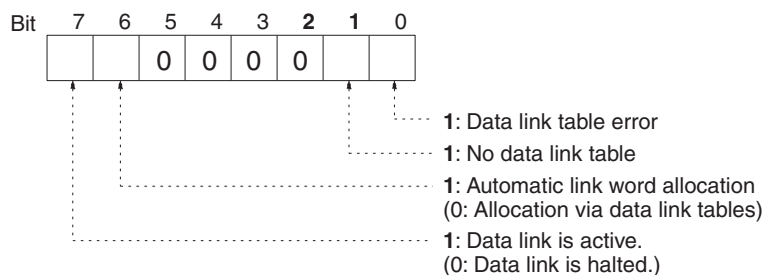 Bit 7 6 5 4 3 2 1 0
0 0 0 0
1: Data link table error
1: No data link table
1: Automatic link word allocation
(0: Allocation via data link tables)
1: Data link is active.
(0: Data link is halted.)